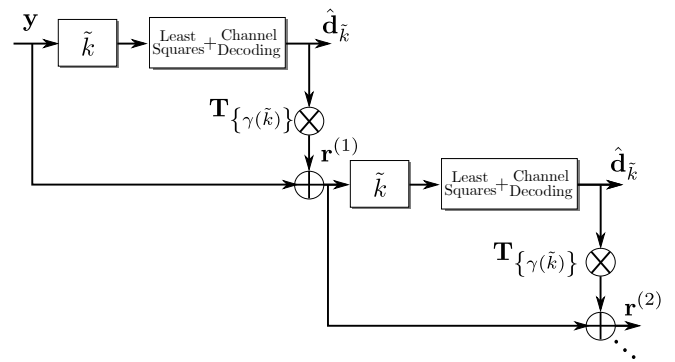 y
k̃
Least Squares + Channel Decoding
d̂_k̃
T_{γ(k̃)}
r^(1)
k̃
Least Squares + Channel Decoding
d̂_k̃
T_{γ(k̃)}
r^(2)